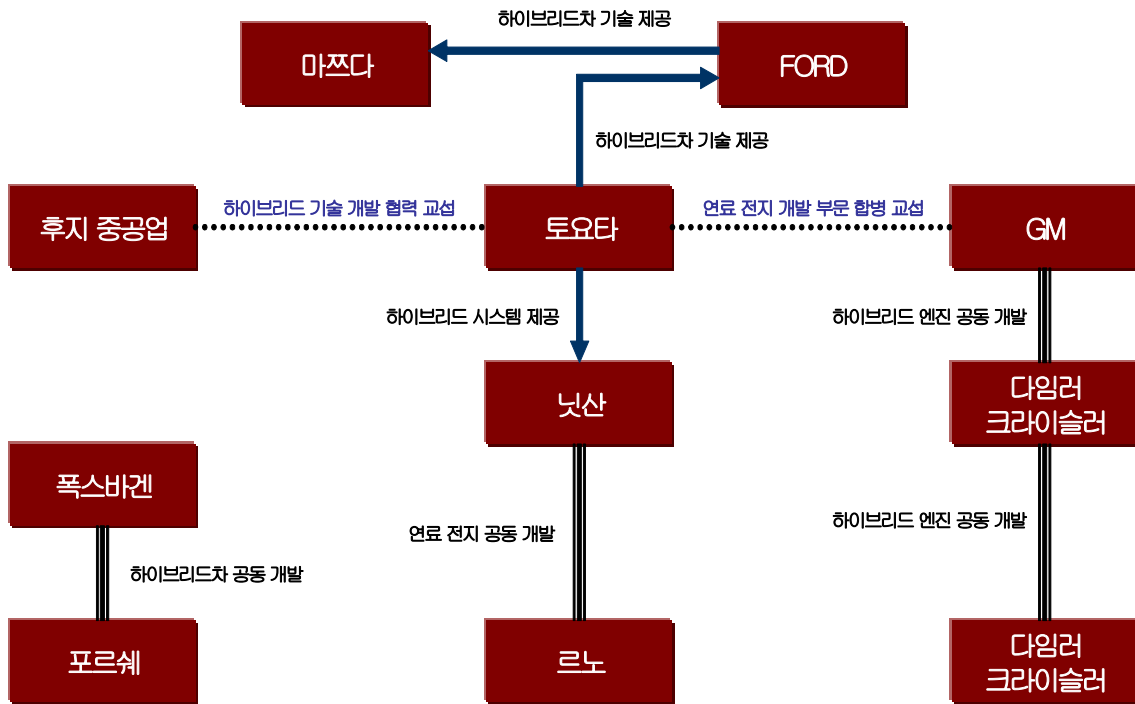 하이브리드차 기술 제공
마쯔다
FORD
하이브리드차 기술 제공
후지 중공업
하이브리드 기술 개발 협력 교섭
토요타
연료 전지 개발 부문 합병 교섭
GM
하이브리드 시스템 제공
하이브리드 엔진 공동 개발
닛산
다임러
크라이슬러
폭스바겐
연료 전지 공동 개발
하이브리드 엔진 공동 개발
하이브리드차 공동 개발
포르쉐
르노
다임러
크라이슬러